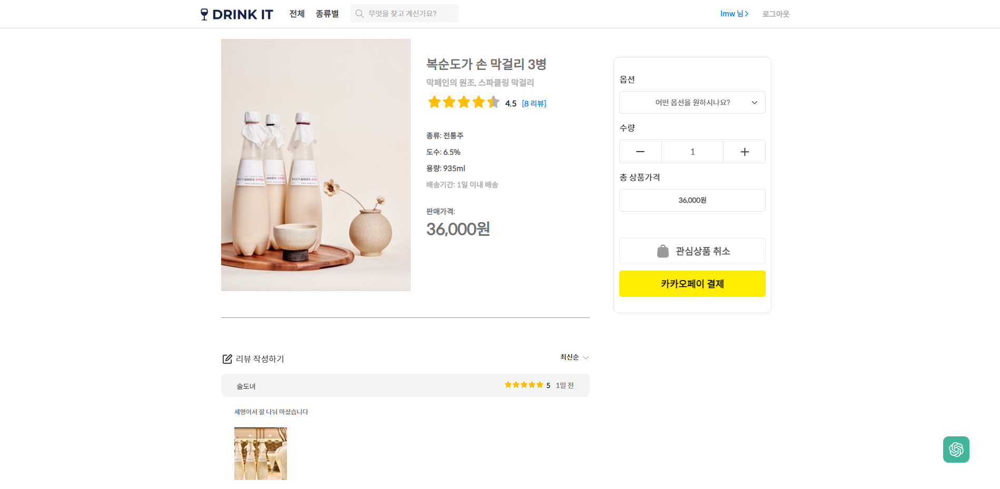 DRINK IT 전체 종류별 무엇을 찾고 계신가요? lmw 님 로그아웃
복순도가 손 막걸리 3병
막페인의 원조, 스파클링 막걸리
4.5 [8 리뷰]
종류: 전통주
도수: 6.5%
용량: 935ml
배송기간: 1일 이내 배송
판매가격:
36,000원
옵션
어떤 옵션을 원하시나요?
수량
1
총 상품가격
36,000원
관심상품 취소
카카오페이 결제
리뷰 작성하기 최신순
술도녀 5 1일 전
세명이서 잘 나눠 마셨습니다